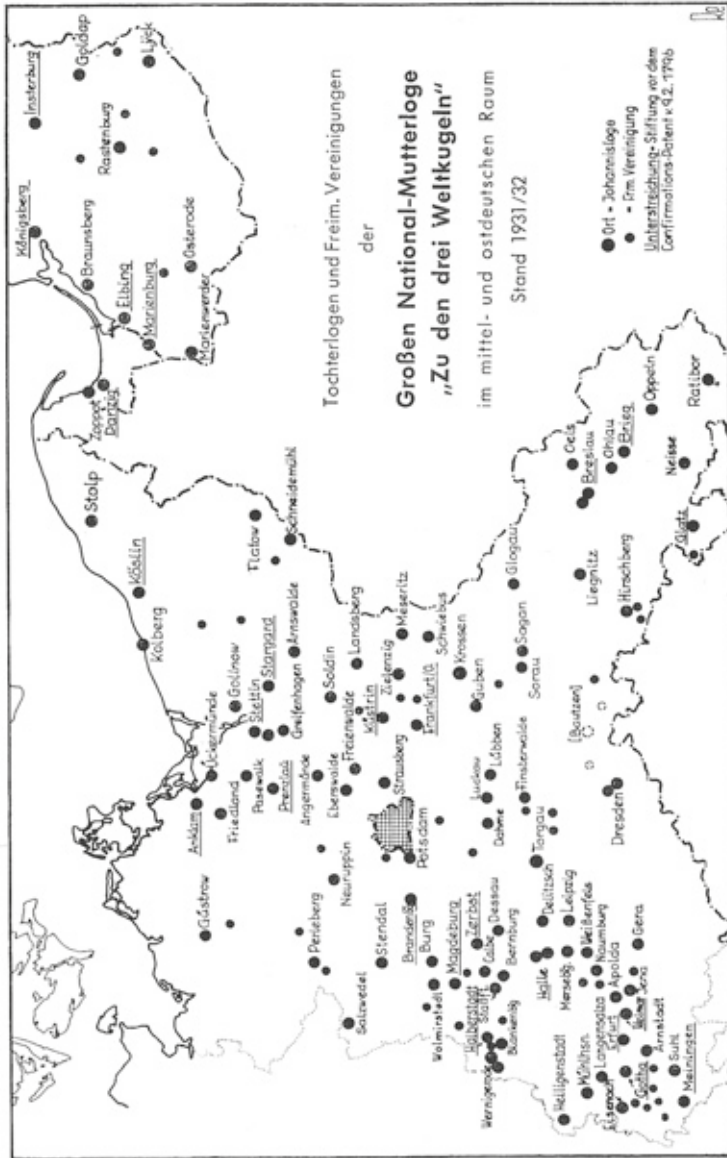 Tochterlogen und Freim. Vereinigungen
der
Großen National-Mutterloge
„Zu den drei Weltkugeln"
im mittel- und ostdeutschen Raum
Stand 1931/32
Ort - Johannisloge
Frm. Vereinigung
Unterstreichung - Stiftung vor dem
Confirmations-Patent v. 9.2. 1796
Königsberg
Insterburg
Goldap
Lyck
Rastenburg
Braunsberg
Elbing
Marienburg
Osterode
Marienwerder
Zoppot
Danzig
Stolp
Köslin
Kolberg
Flatow
Schneidemühl
Gollnow
Stettin
Stargard
Greifenhagen
Arnswalde
Ückermünde
Anklam
Friedland
Pasewalk
Prenzlau
Güstrow
Angermünde
Eberswalde
Freienwalde
Soldin
Landsberg
Küstrin
Zielenzig
Meseritz
Schwiebus
Frankfurt/O.
Strausberg
Potsdam
Neuruppin
Perleberg
Stendal
Salzwedel
Brandenbg
Burg
Wolmirstedt
Magdeburg
Krossen
Guben
Glogau
Sagan
Sorau
Luckau
Lübben
Dahme
Finsterwalde
Torgau
Zerbst
Calbe
Dessau
Bernburg
Halberstadt
Staßf.
Blankenbg
Wernigerode
Delitzsch
Halle
Leipzig
Mersebg.
Weißenfels
Naumburg
Heiligenstadt
Mühlhsn.
Langensalza
Erfurt
Apolda
Weimar
Jena
Gera
Eisenach
Gotha
Arnstadt
Suhl
Meiningen
Dresden
[Bautzen]
Liegnitz
Hirschberg
Oels
Breslau
Ohlau
Brieg
Oppeln
Neisse
Glatz
Ratibor